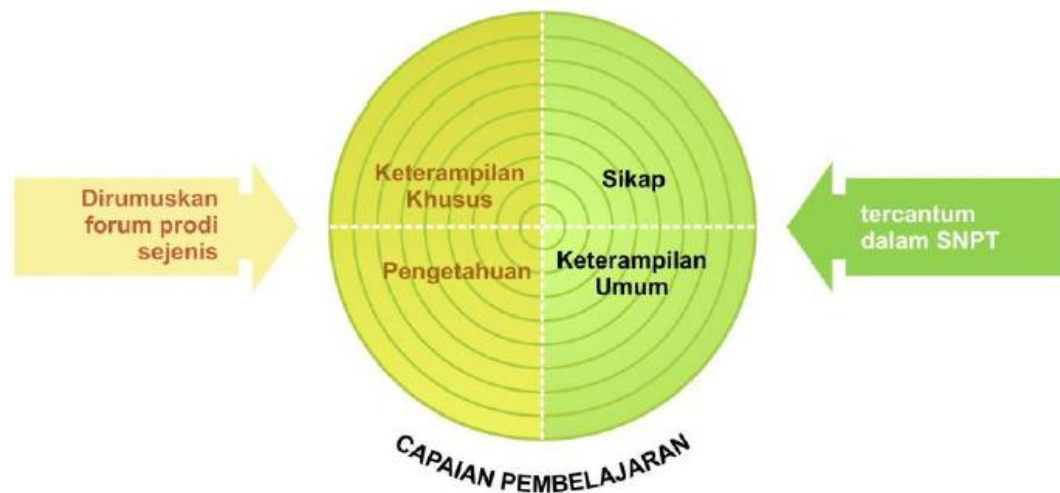 Dirumuskan
forum prodi
sejenis
Keterampilan
Khusus
Sikap
Pengetahuan
Keterampilan
Umum
tercantum
dalam SNPT
CAPAIAN PEMBELAJARAN